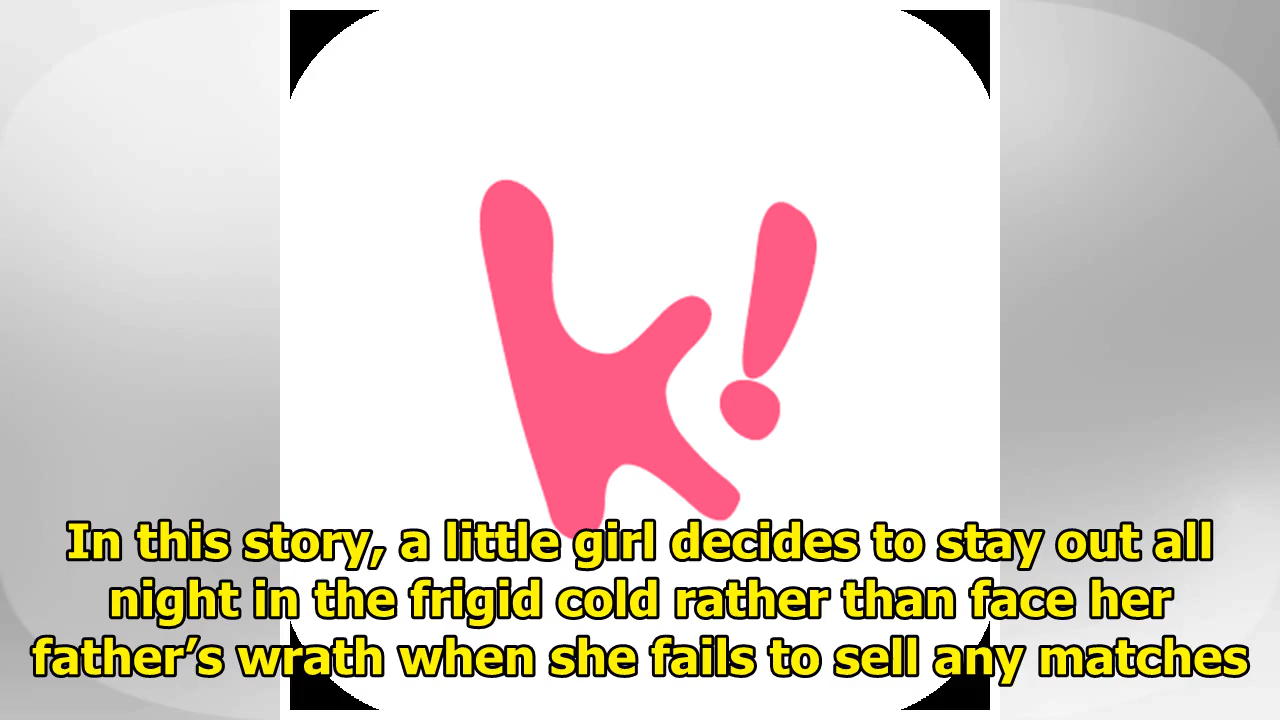 k!
In this story, a little girl decides to stay out all
night in the frigid cold rather than face her
father’s wrath when she fails to sell any matches